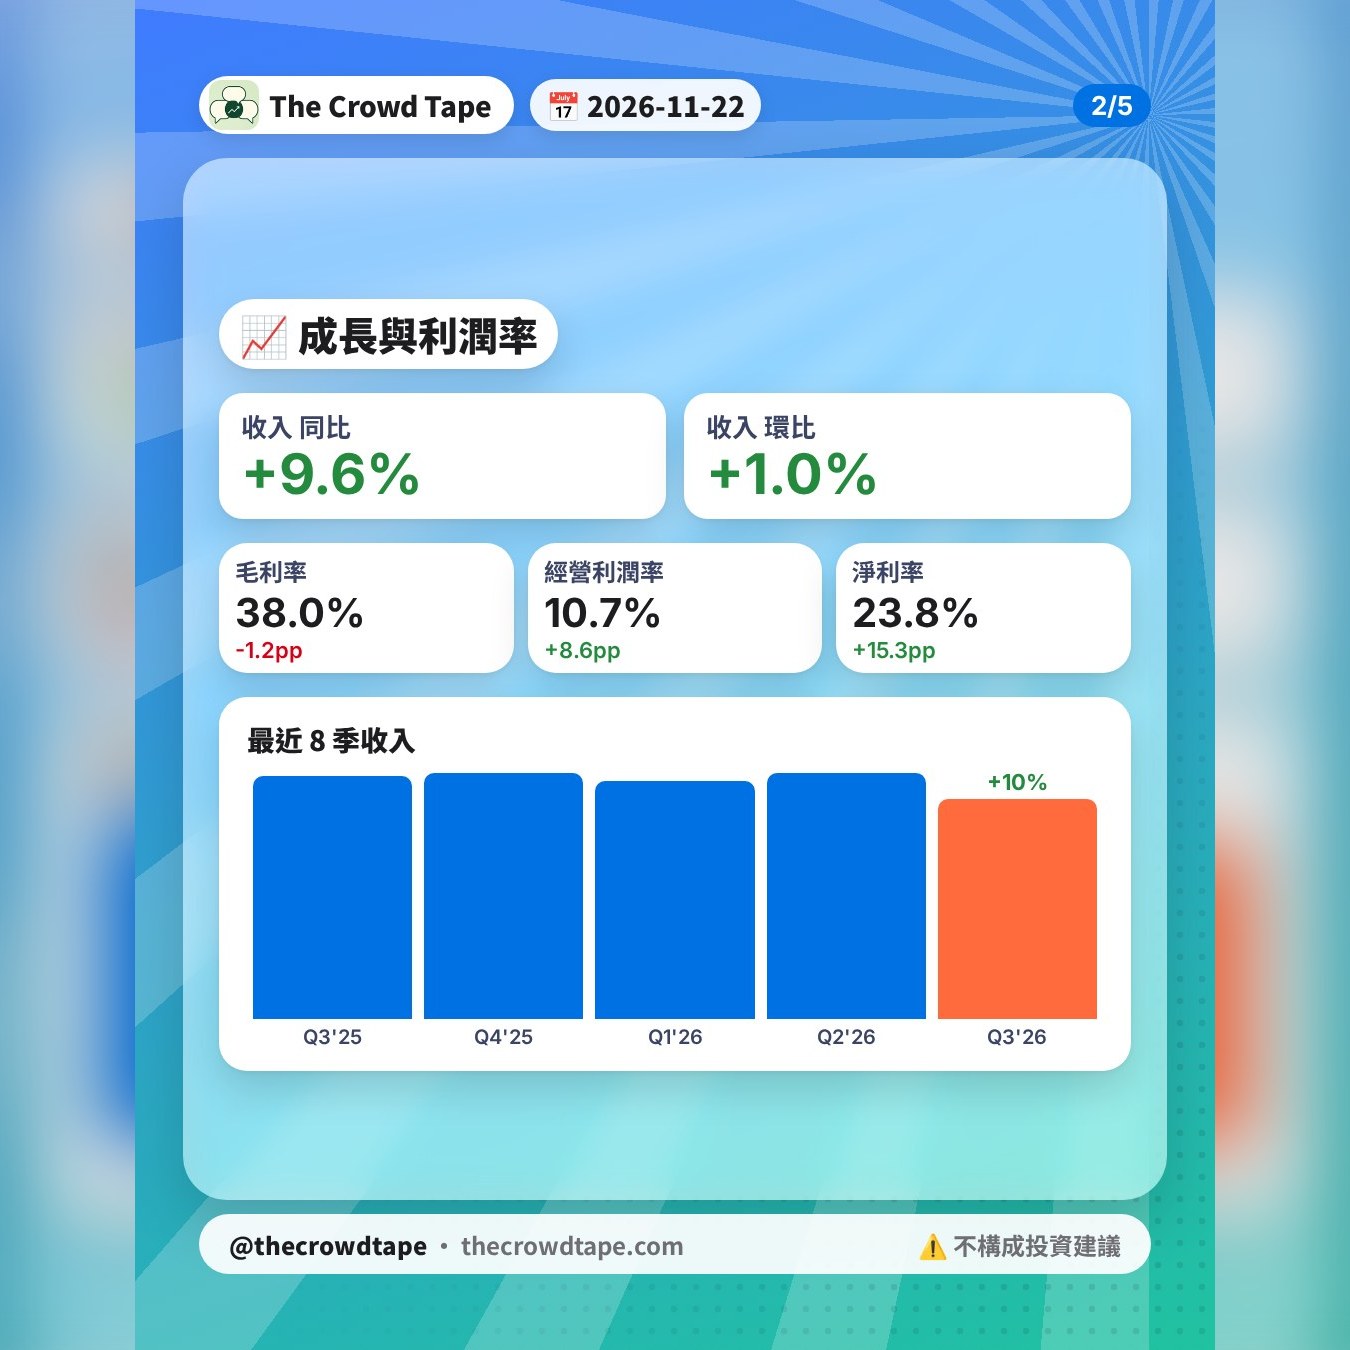 The Crowd Tape
July
17
2026-11-22
2/5
成長與利潤率
收入 同比
+9.6%
收入 環比
+1.0%
毛利率
38.0%
-1.2pp
經營利潤率
10.7%
+8.6pp
淨利率
23.8%
+15.3pp
最近 8 季收入
+10%
Q3'25
Q4'25
Q1'26
Q2'26
Q3'26
@thecrowdtape • thecrowdtape.com
不構成投資建議